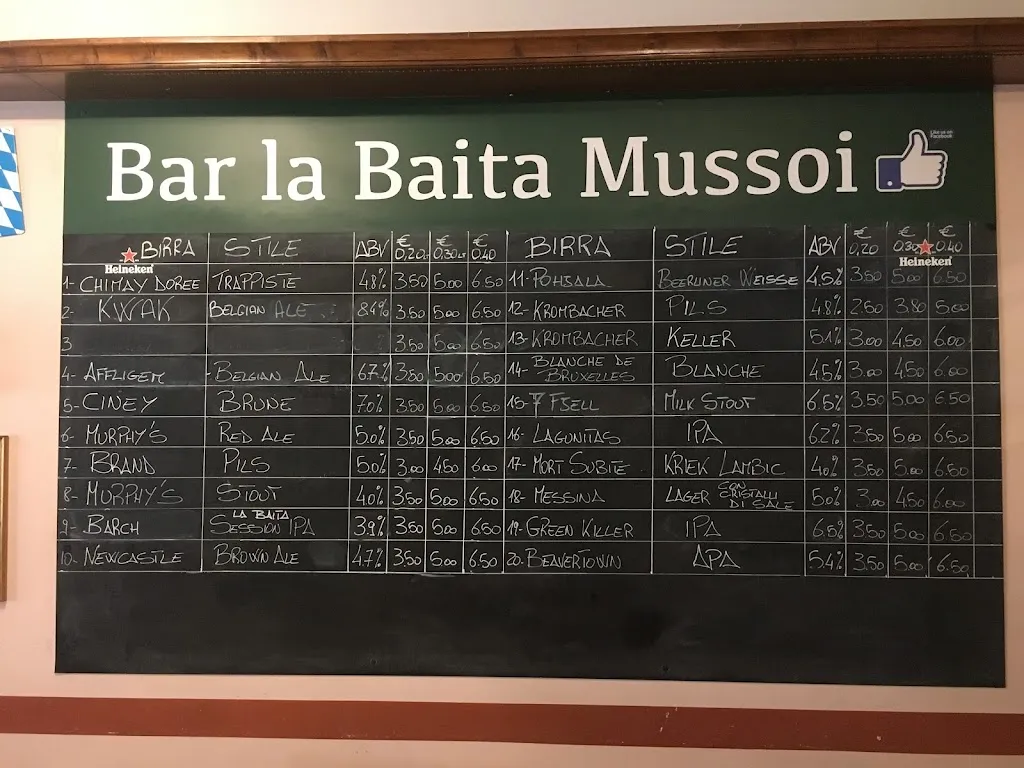 Bar la Baita Mussoi
Like us on Facebook
BIRRA STILE ABV € 0,20 € 0,30 € 0,40 BIRRA STILE ABV € 0,20 € 0,30 € 0,40
Heineken Heineken
1- CHIMAY DOREE TRAPPISTE 4.8% 3.50 5.00 6.50 11- POHJALA BEERLINER WEISSE 4.5% 3.50 5.00 6.50
2- KWAK BELGIAN ALE 8.4% 3.50 5.00 6.50 12- KROMBACHER PILS 4.8% 2.50 3.80 5.00
3 3.50 5.00 6.50 13- KROMBACHER KELLER 5.1% 3.00 4.50 6.00
4- AFFLIGEM BELGIAN ALE 6.7% 3.50 5.00 6.50 14- BLANCHE DE BRUXELLES BLANCHE 4.5% 3.00 4.50 6.00
5- CINEY BRUNE 7.0% 3.50 5.00 6.50 15- 7 FJELL MILK STOUT 6.5% 3.50 5.00 6.50
6- MURPHY'S RED ALE 5.0% 3.50 5.00 6.50 16- LAGUNITAS IPA 6.2% 3.50 5.00 6.50
7- BRAND PILS 5.0% 3.00 4.50 6.00 17- MORT SUBITE KRIEK LAMBIC 4.0% 3.50 5.00 6.50
8- MURPHY'S STOUT 4.0% 3.50 5.00 6.50 18- MESSINA LAGER CON CRISTALLI DI SALE 5.0% 3.00 4.50 6.00
9- BARCH LA BAITA SESSION IPA 3.9% 3.50 5.00 6.50 19- GREEN KILLER IPA 6.5% 3.50 5.00 6.50
10- NEWCASTLE BROWN ALE 4.7% 3.50 5.00 6.50 20- BEAVERTOWN APA 5.4% 3.50 5.00 6.50